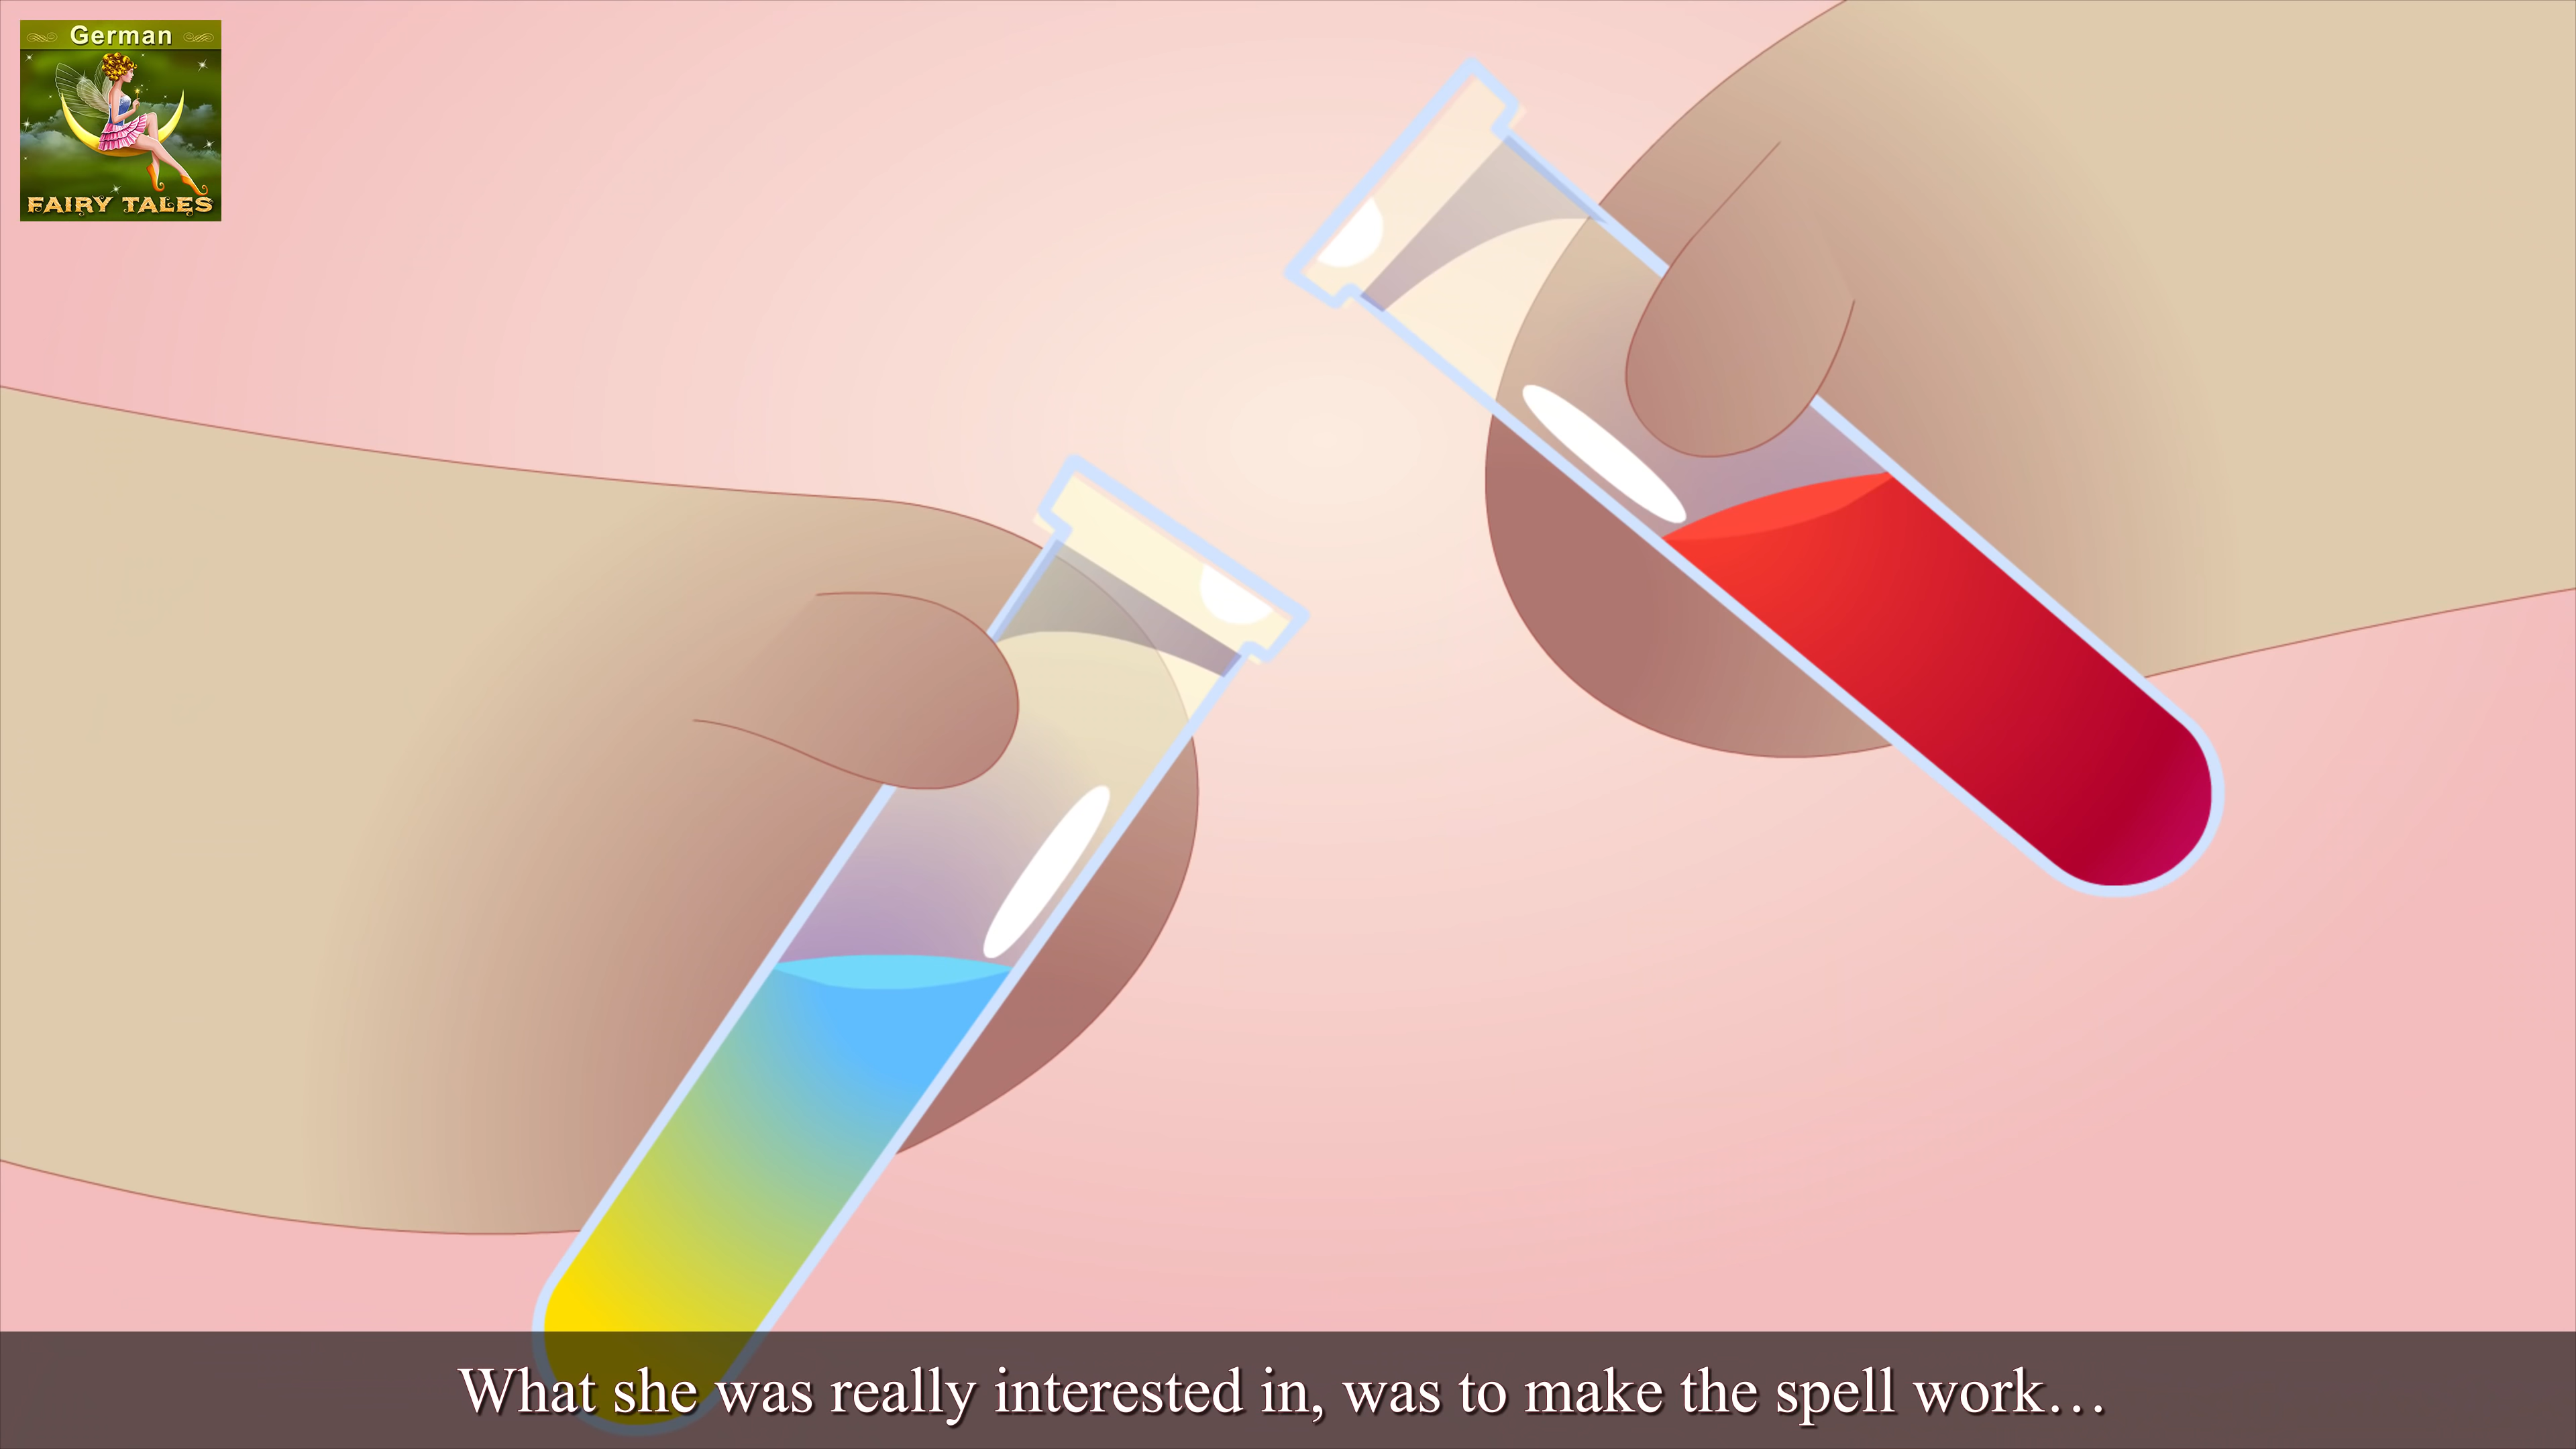 German
FAIRY TALES
What she was really interested in, was to make the spell work…